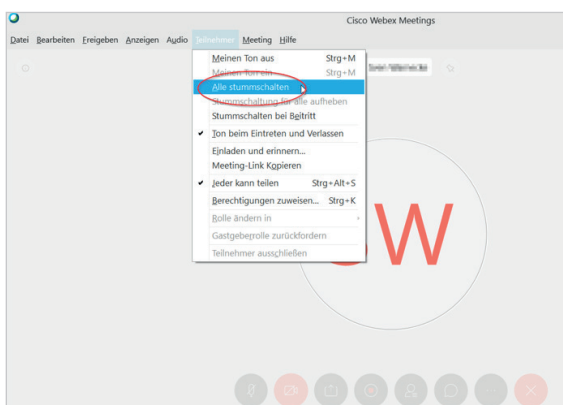 Cisco Webex Meetings
Datei Bearbeiten Freigeben Anzeigen Audio Teilnehmer Meeting Hilfe
Meinen Ton aus Strg+M
Meinen Ton ein Strg+M
Alle stummschalten
Stummschaltung für alle aufheben
Stummschalten bei Beitritt
✔ Ton beim Eintreten und Verlassen
Einladen und erinnern...
Meeting-Link Kopieren
✔ Jeder kann teilen Strg+Alt+S
Berechtigungen zuweisen... Strg+K
Rolle ändern in
Gastgeberrolle zurückfordern
Teilnehmer ausschließen
W